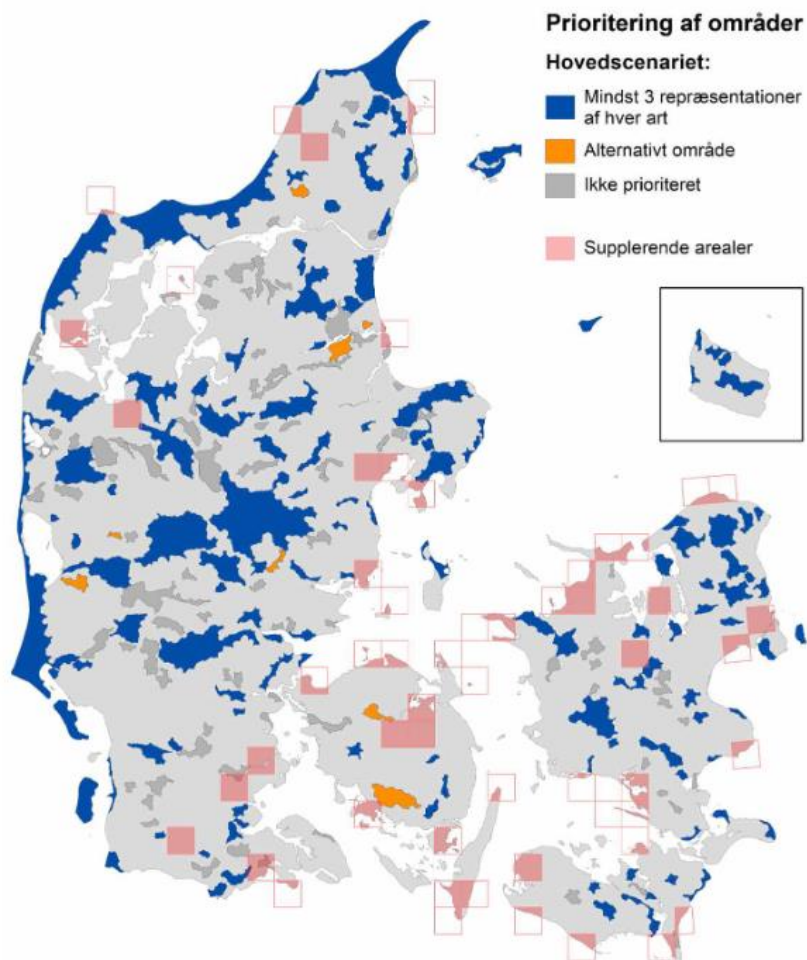 Prioritering af områder
Hovedscenariet:
Mindst 3 repræsentationer
af hver art
Alternativt område
Ikke prioriteret
Supplerende arealer